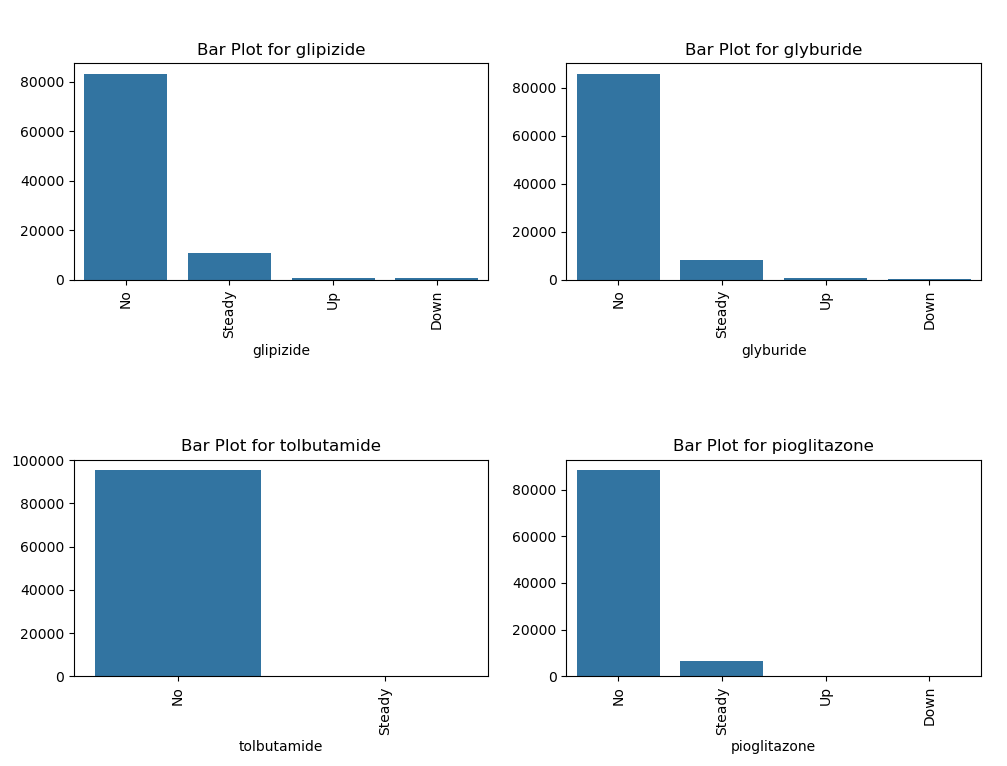 Bar Plot for glipizide
80000
60000
40000
20000
0
No
Steady
Up
Down
glipizide
Bar Plot for glyburide
80000
60000
40000
20000
0
No
Steady
Up
Down
glyburide
Bar Plot for tolbutamide
100000
80000
60000
40000
20000
0
No
Steady
tolbutamide
Bar Plot for pioglitazone
80000
60000
40000
20000
0
No
Steady
Up
Down
pioglitazone